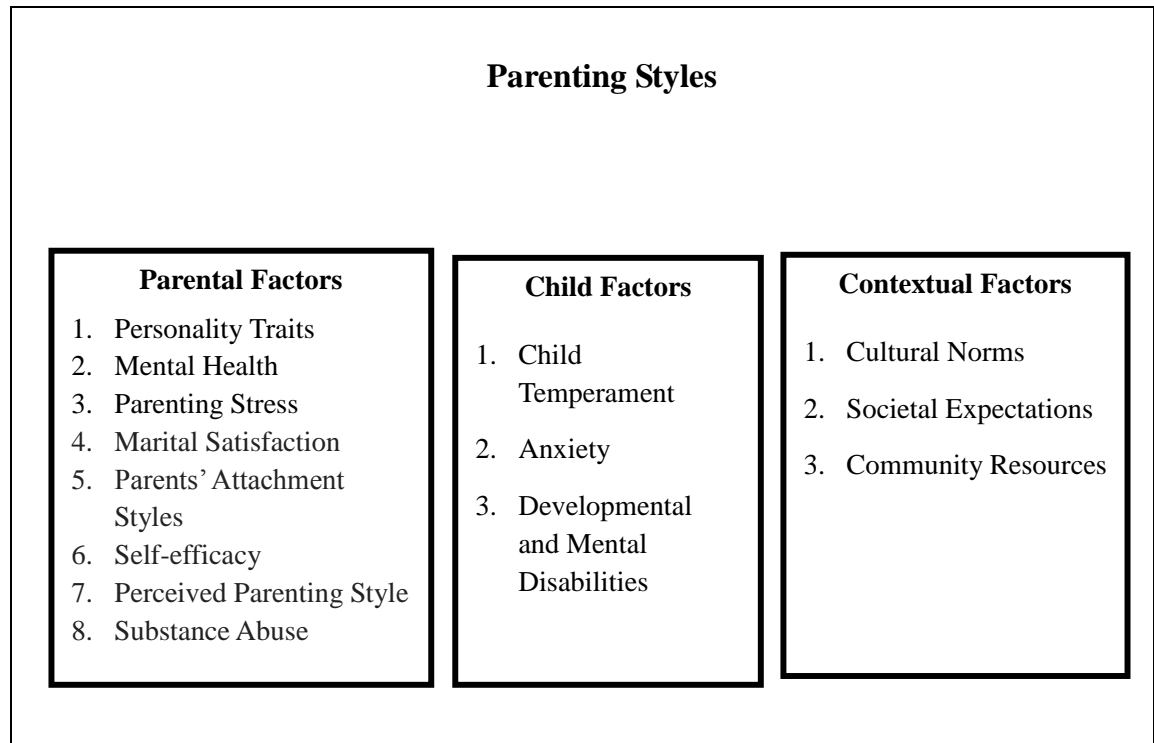 Parenting Styles
Parental Factors
1. Personality Traits
2. Mental Health
3. Parenting Stress
4. Marital Satisfaction
5. Parents’ Attachment
Styles
6. Self-efficacy
7. Perceived Parenting Style
8. Substance Abuse
Child Factors
1. Child
Temperament
2. Anxiety
3. Developmental
and Mental
Disabilities
Contextual Factors
1. Cultural Norms
2. Societal Expectations
3. Community Resources